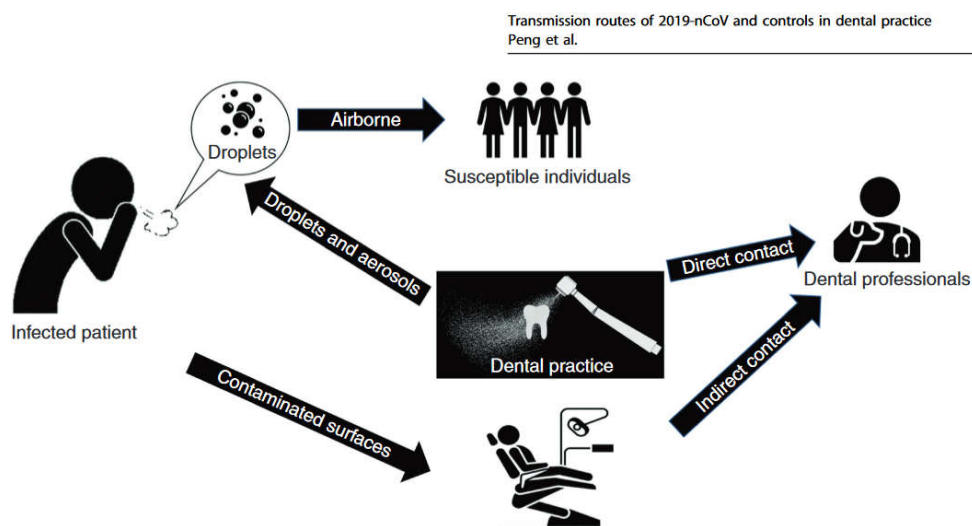 Transmission routes of 2019-nCoV and controls in dental practice
Peng et al.
Airborne
Droplets
Susceptible individuals
Droplets and aerosols
Direct contact
Dental professionals
Infected patient
Dental practice
Indirect contact
Contaminated surfaces